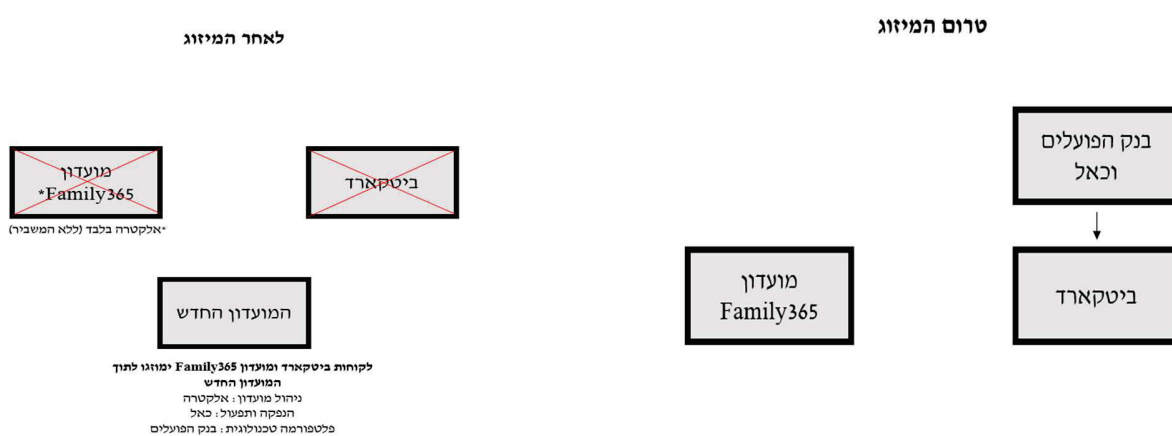 טרום המיזוג
בנק הפועלים
וכאל
ביטקארד
מועדון
Family365
לאחר המיזוג
ביטקארד
מועדון
Family365*
*אלקטרה בלבד (ללא המשביר)
המועדון החדש
לקוחות ביטקארד ומועדון Family365 ימוזגו לתוך
המועדון החדש
ניהול מועדון: אלקטרה
הנפקה ותפעול: כאל
פלטפורמה טכנולוגית: בנק הפועלים